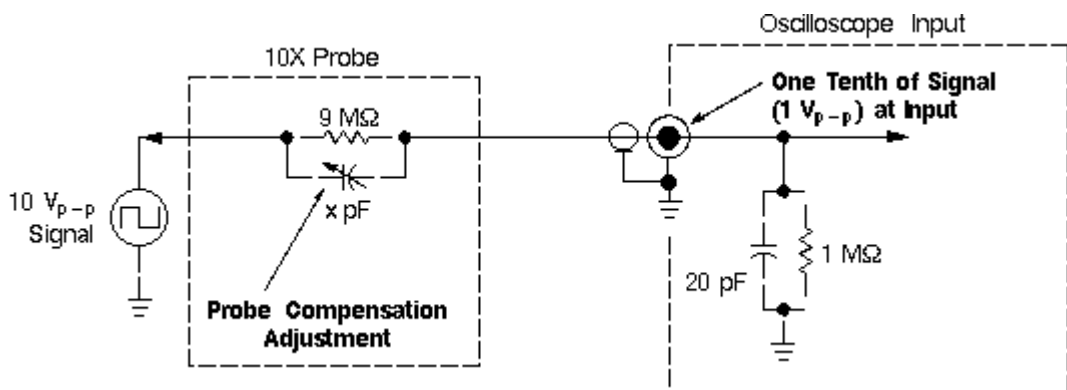 Oscilloscope Input
10X Probe
One Tenth of Signal
(1 Vp–p) at Input
9 MΩ
10 Vp–p
Signal
x pF
1 MΩ
20 pF
Probe Compensation
Adjustment